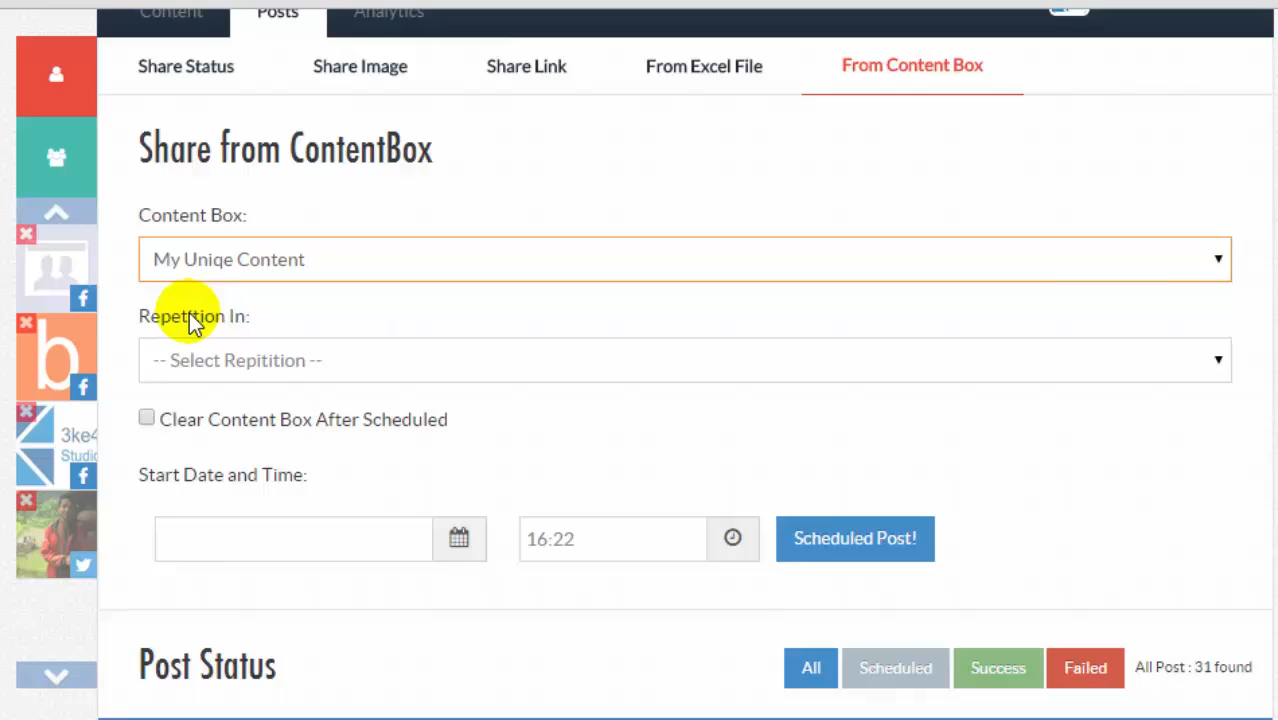 Content
Posts
Analytics
Share Status
Share Image
Share Link
From Excel File
From Content Box
Share from ContentBox
Content Box:
My Uniqe Content
Repetition In:
-- Select Repitition --
Clear Content Box After Scheduled
Start Date and Time:
16:22
Scheduled Post!
b
3ke4
Studio
Post Status
All
Scheduled
Success
Failed
All Post : 31 found